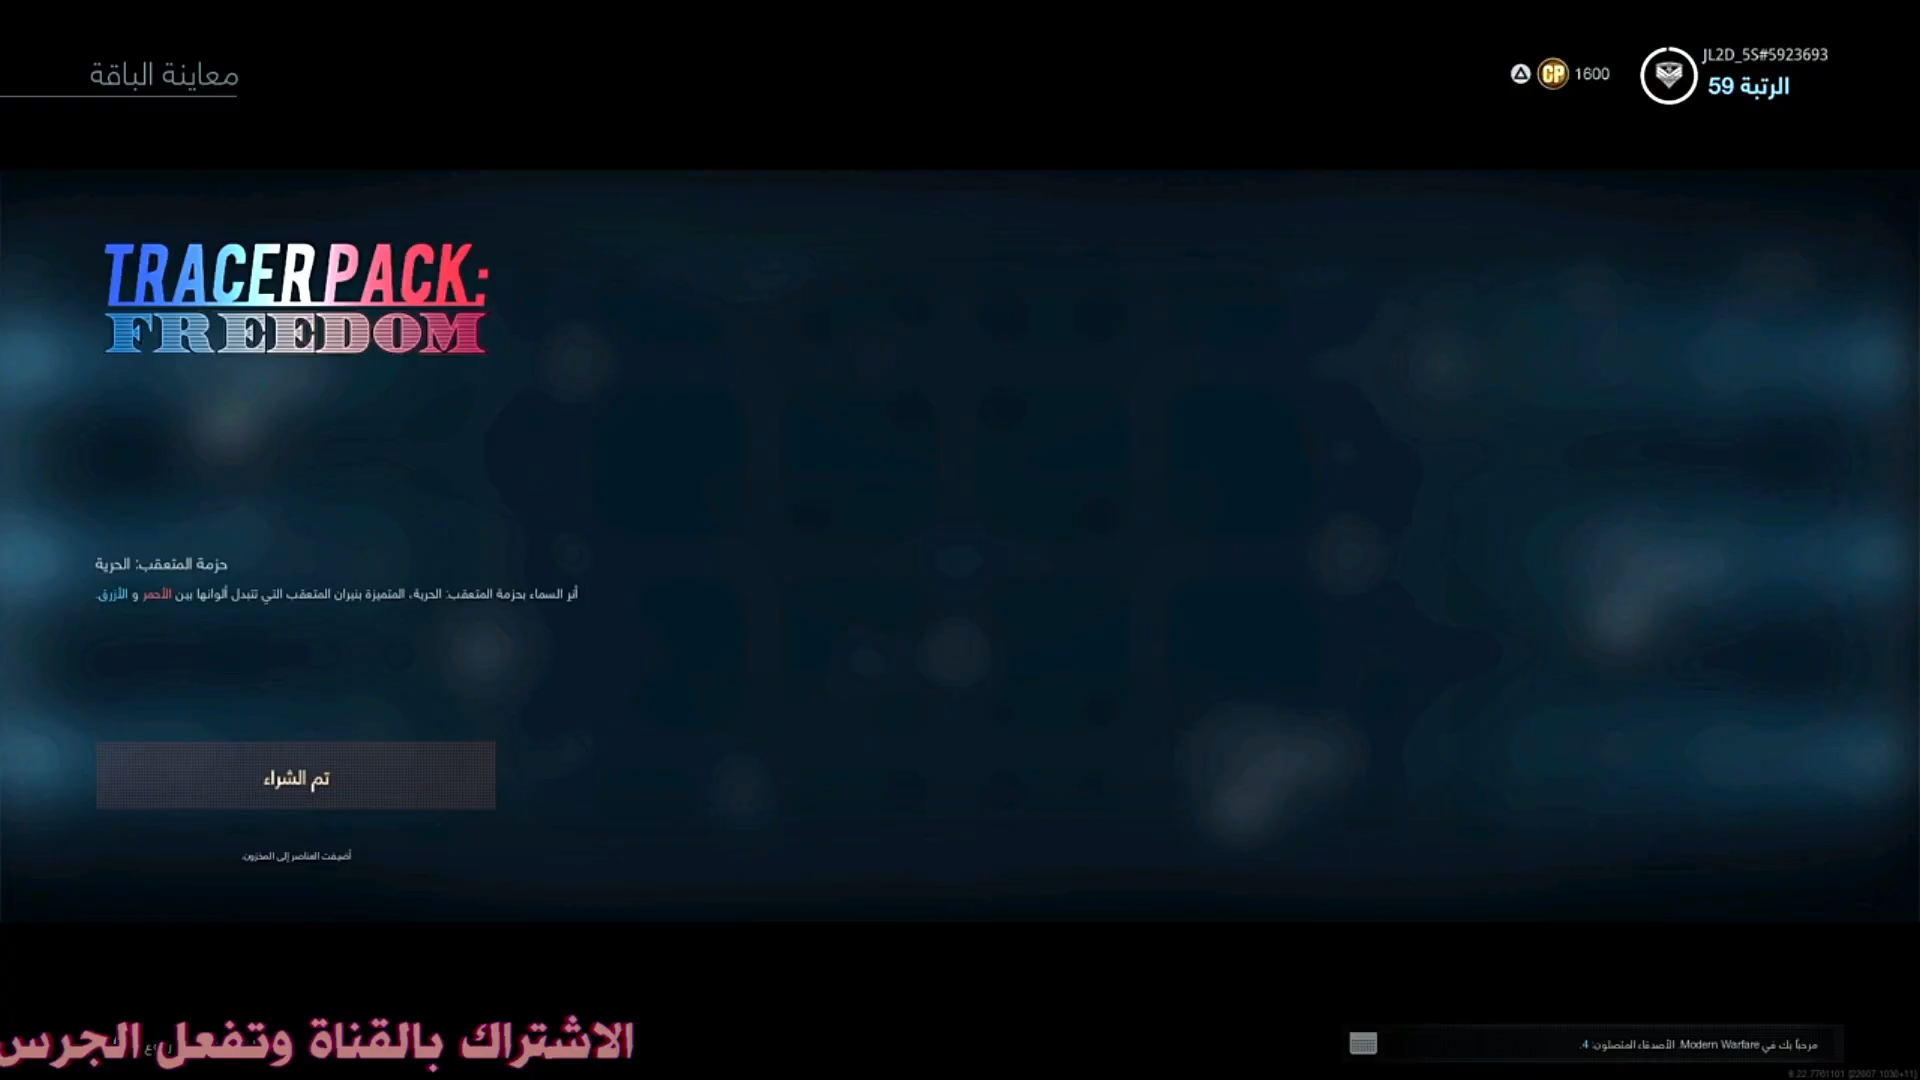 معاينة الباقة
1600
JL2D_5S#5923693
الرتبة 59
TRACER PACK:
FREEDOM
حزمة المتعقب: الحرية
أنر السماء بحزمة المتعقب: الحرية، المتميزة بنيران المتعقب التي تتبدل ألوانها بين الأحمر و الأزرق.
تم الشراء
أضيفت العناصر إلى المخزون.
الاشتراك بالقناة وتفعل الجرس
مرحباً بك في Modern Warfare. الأصدقاء المتصلون: 4.